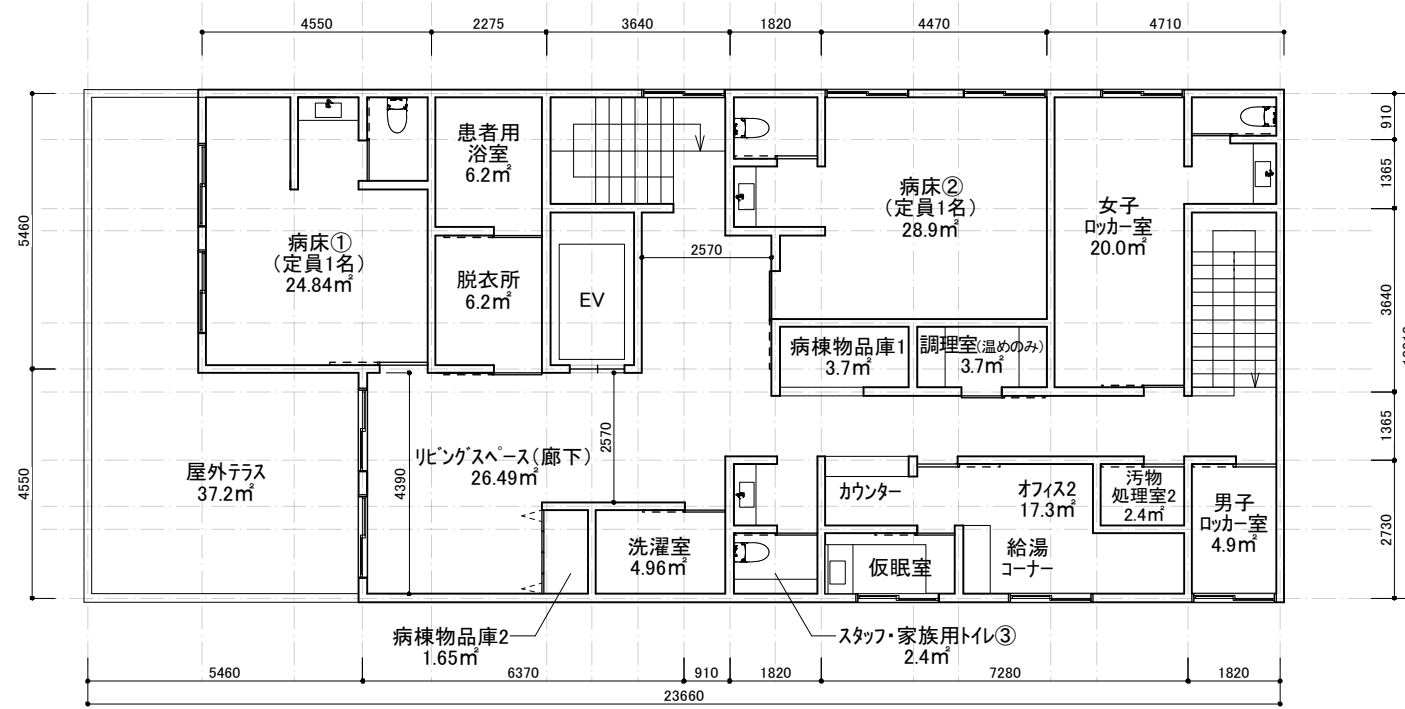 4550
2275
3640
1820
4470
4710
患者用
浴室
6.2㎡
病床①
(定員1名)
24.84㎡
脱衣所
6.2㎡
EV
2570
病床②
(定員1名)
28.9㎡
女子
ロッカー室
20.0㎡
病棟物品庫1
3.7㎡
調理室(温めのみ)
3.7㎡
5460
4550
910
1365
3640
1365
2730
屋外テラス
37.2㎡
4390
リビングスペース(廊下)
26.49㎡
2570
カウンター
オフィス2
17.3㎡
汚物
処理室2
2.4㎡
男子
ロッカー室
4.9㎡
洗濯室
4.96㎡
仮眠室
給湯
コーナー
病棟物品庫2
1.65㎡
スタッフ・家族用トイレ③
2.4㎡
5460
6370
910
1820
7280
1820
23660